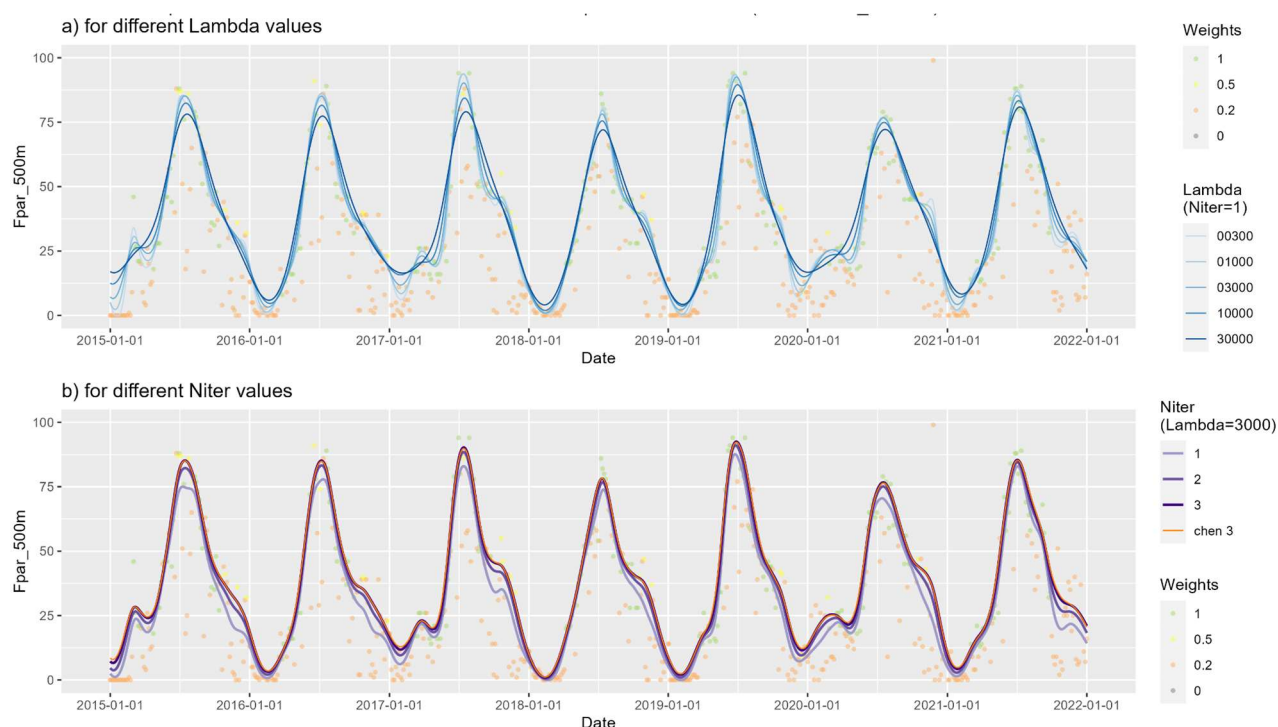 a) for different Lambda values
Weights
1
0.5
0.2
0
Lambda
(Niter=1)
00300
01000
03000
10000
30000
Fpar_500m
100
75
50
25
0
2015-01-01 2016-01-01 2017-01-01 2018-01-01 2019-01-01 2020-01-01 2021-01-01 2022-01-01
Date
b) for different Niter values
Niter
(Lambda=3000)
1
2
3
chen 3
Weights
1
0.5
0.2
0
Fpar_500m
100
75
50
25
0
2015-01-01 2016-01-01 2017-01-01 2018-01-01 2019-01-01 2020-01-01 2021-01-01 2022-01-01
Date